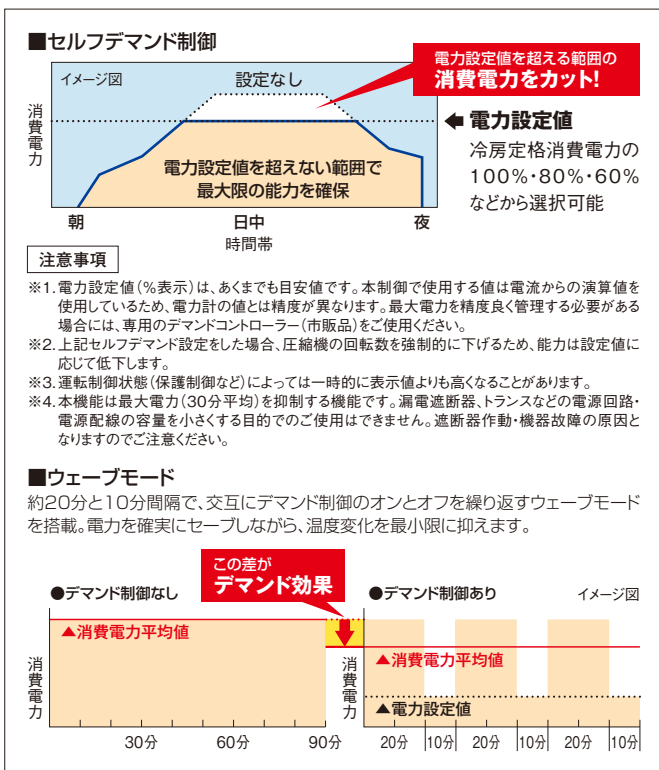 ■セルフデマンド制御
イメージ図
設定なし
電力設定値を超える範囲の
消費電力をカット!
消費電力
電力設定値
冷房定格消費電力の
100%・80%・60%
などから選択可能
電力設定値を超えない範囲で
最大限の能力を確保
朝
日中
夜
時間帯
注意事項
※1.電力設定値(%表示)は、あくまでも目安値です。本制御で使用する値は電流からの演算値を
使用しているため、電力計の値とは精度が異なります。最大電力を精度良く管理する必要がある
場合には、専用のデマンドコントローラー(市販品)をご使用ください。
※2.上記セルフデマンド設定をした場合、圧縮機の回転数を強制的に下げるため、能力は設定値に
応じて低下します。
※3.運転制御状態(保護制御など)によっては一時的に表示値よりも高くなることがあります。
※4.本機能は最大電力(30分平均)を抑制する機能です。漏電遮断器、トランスなどの電源回路・
電源配線の容量を小さくする目的でのご使用はできません。遮断器作動・機器故障の原因と
なりますのでご注意ください。
■ウェーブモード
約20分と10分間隔で、交互にデマンド制御のオンとオフを繰り返すウェーブモード
を搭載。電力を確実にセーブしながら、温度変化を最小限に抑えます。
この差が
デマンド効果
●デマンド制御なし
▲消費電力平均値
消費電力
30分
60分
90分
●デマンド制御あり
イメージ図
▲消費電力平均値
消費電力
▲電力設定値
20分
10分
20分
10分
20分
10分